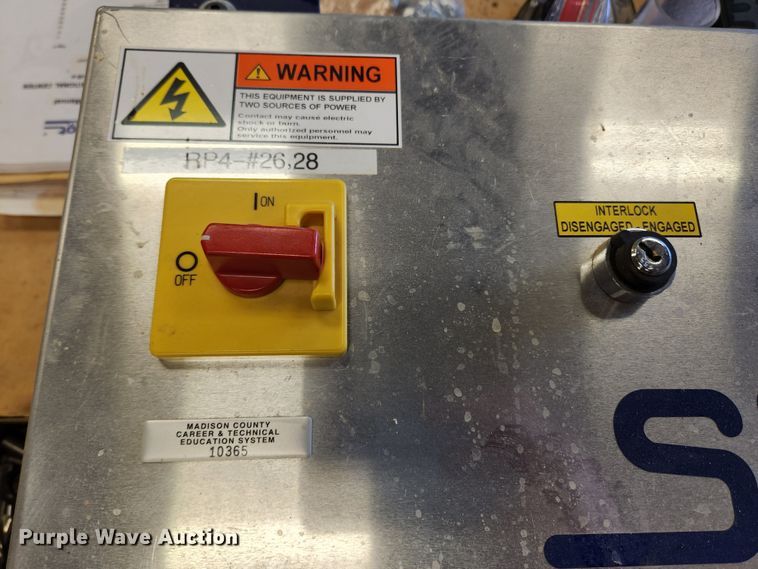 WARNING
THIS EQUIPMENT IS SUPPLIED BY
TWO SOURCES OF POWER
Contact may cause electric
shock or burn.
Only authorized personnel may
service this equipment.
RP4-#26,28
ON
OFF
INTERLOCK
DISENGAGED - ENGAGED
MADISON COUNTY
CAREER & TECHNICAL
EDUCATION SYSTEM
10365
S
Purple Wave Auction